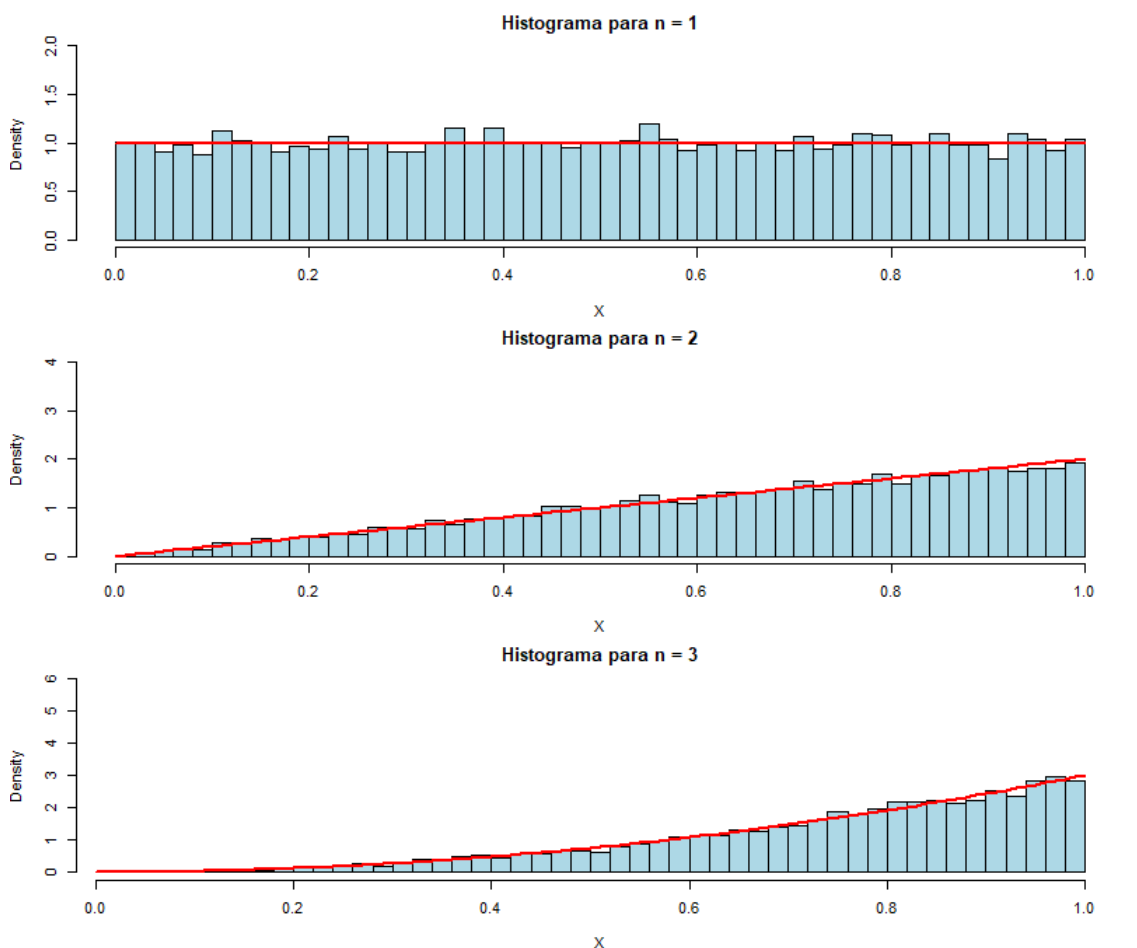 Histograma para n = 1
Density
0.0 0.5 1.0 1.5 2.0
0.0 0.2 0.4 0.6 0.8 1.0
X
Histograma para n = 2
Density
0 1 2 3 4
0.0 0.2 0.4 0.6 0.8 1.0
X
Histograma para n = 3
Density
0 1 2 3 4 5 6
0.0 0.2 0.4 0.6 0.8 1.0
X